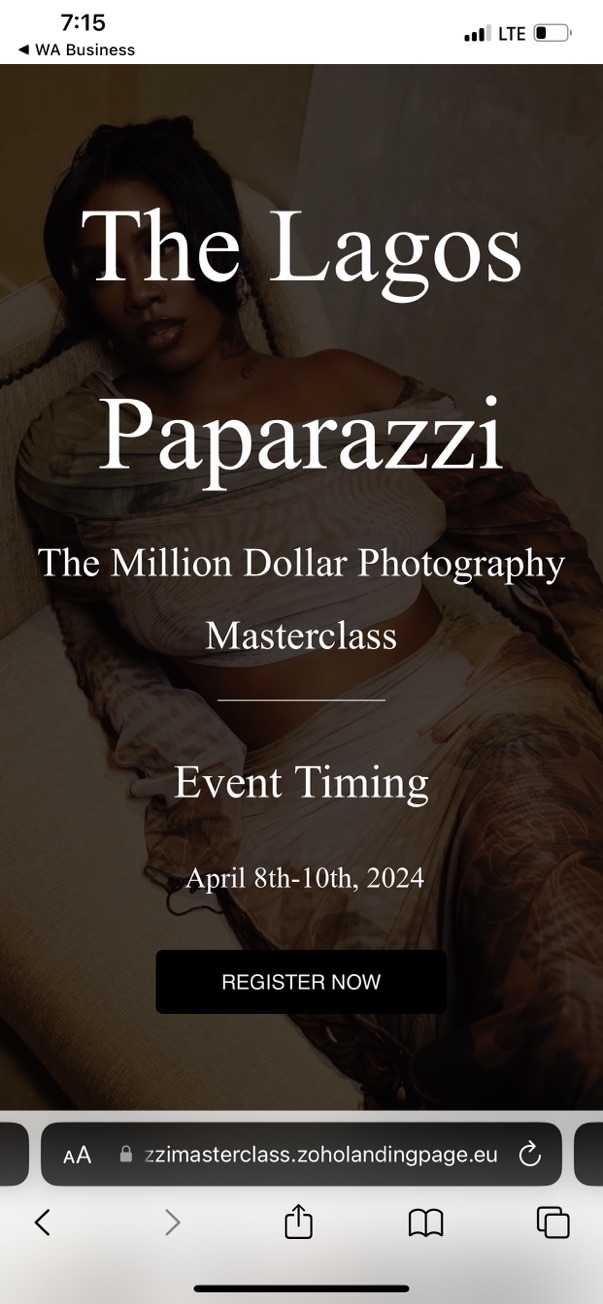 7:15
LTE
◀ WA Business
The Lagos
Paparazzi
The Million Dollar Photography
Masterclass
Event Timing
April 8th-10th, 2024
REGISTER NOW
AA
zzimasterclass.zoholandingpage.eu